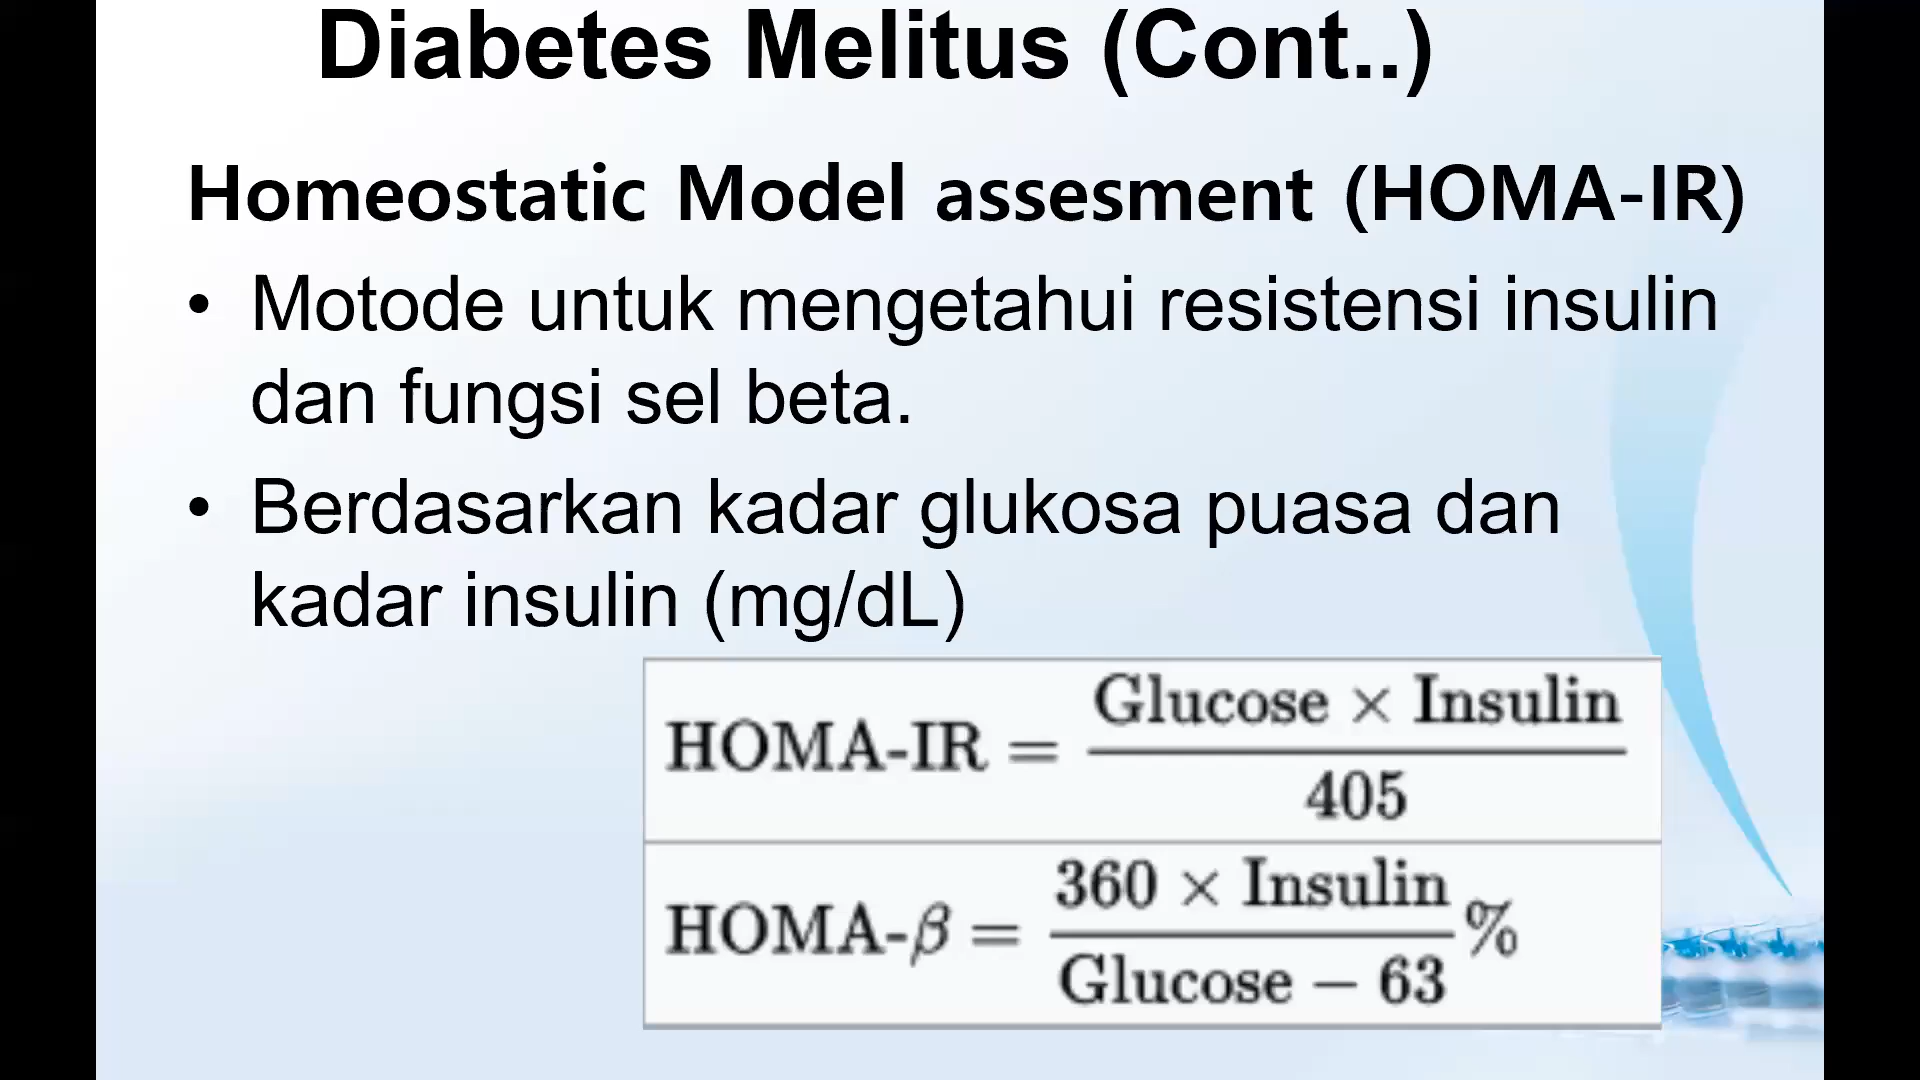 Diabetes Melitus (Cont..)
Homeostatic Model assesment (HOMA-IR)
• Motode untuk mengetahui resistensi insulin
dan fungsi sel beta.
• Berdasarkan kadar glukosa puasa dan
kadar insulin (mg/dL)
HOMA-IR = Glucose × Insulin / 405
HOMA-β = 360 × Insulin / Glucose − 63 %